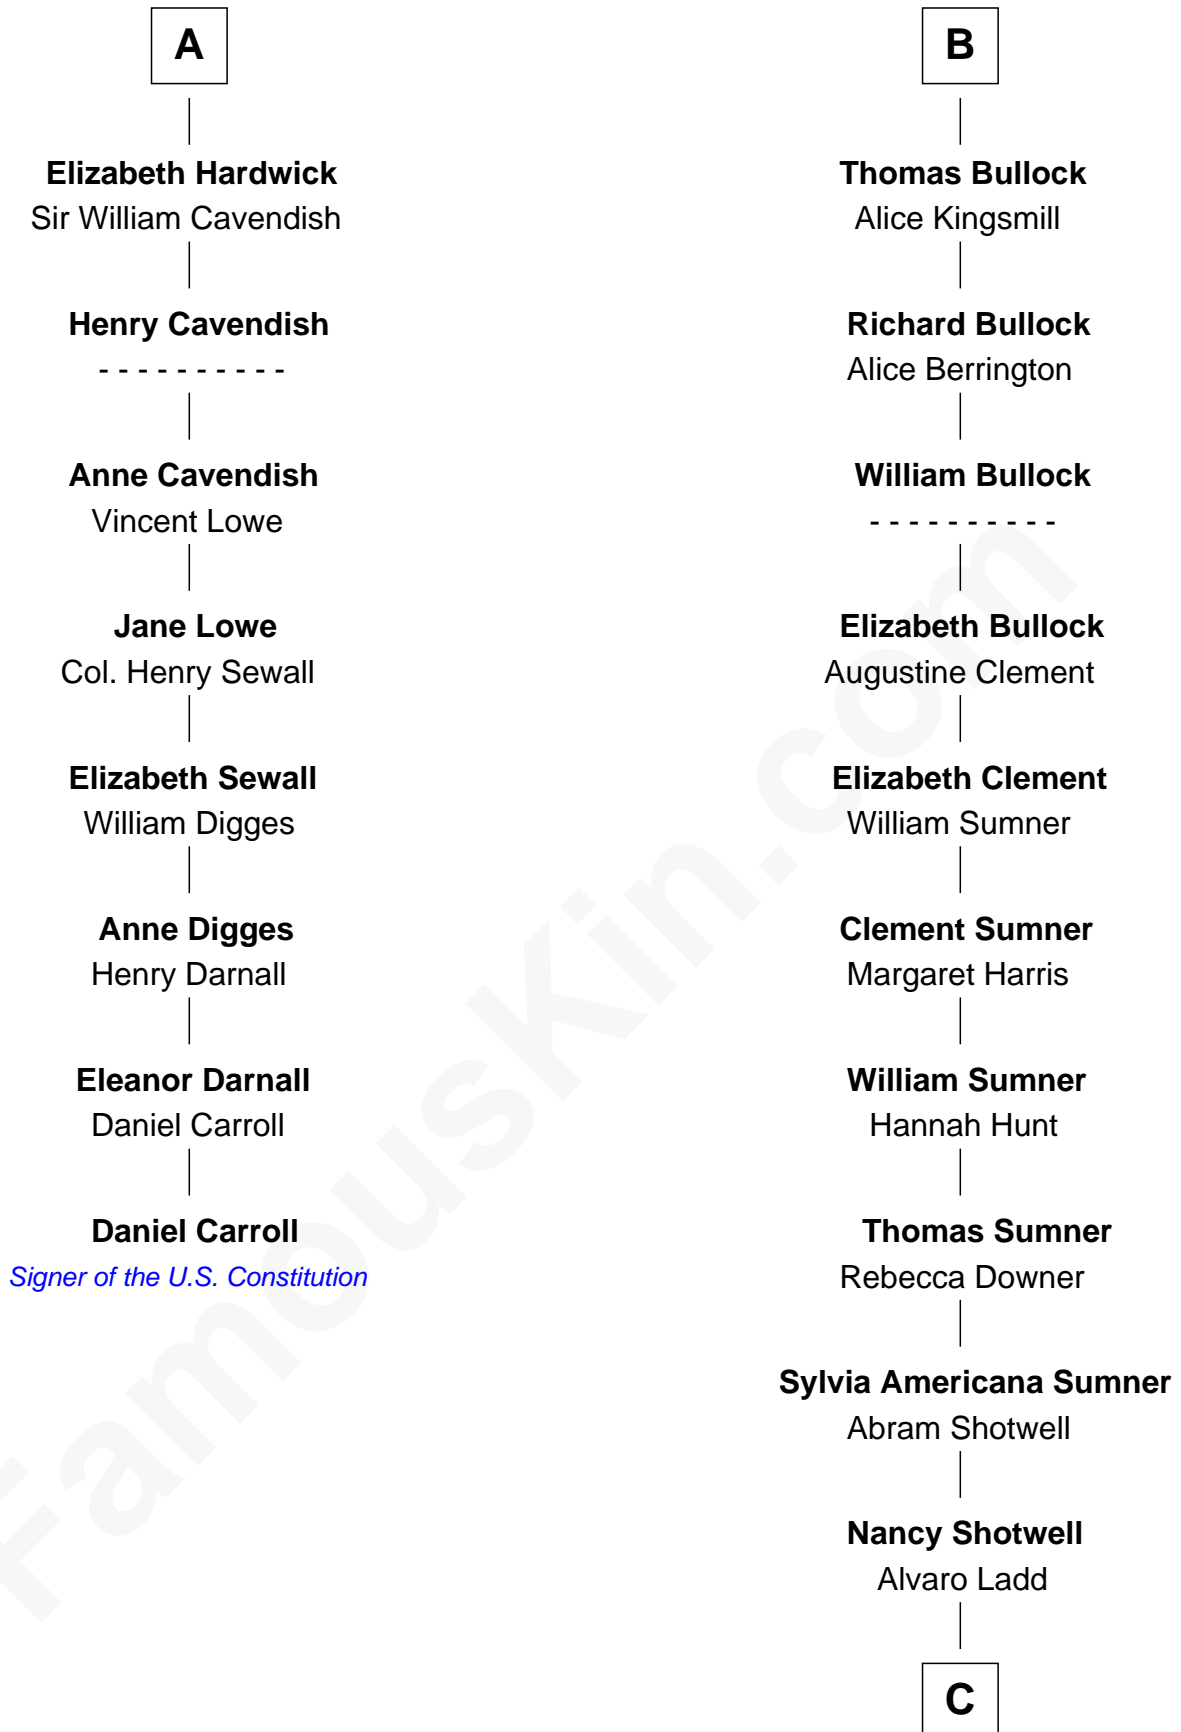 A
Elizabeth Hardwick
Sir William Cavendish
Henry Cavendish
- - - - - - - - - -
Anne Cavendish
Vincent Lowe
Jane Lowe
Col. Henry Sewall
Elizabeth Sewall
William Digges
Anne Digges
Henry Darnall
Eleanor Darnall
Daniel Carroll
Daniel Carroll
Signer of the U.S. Constitution
B
Thomas Bullock
Alice Kingsmill
Richard Bullock
Alice Berrington
William Bullock
- - - - - - - - - -
Elizabeth Bullock
Augustine Clement
Elizabeth Clement
William Sumner
Clement Sumner
Margaret Harris
William Sumner
Hannah Hunt
Thomas Sumner
Rebecca Downer
Sylvia Americana Sumner
Abram Shotwell
Nancy Shotwell
Alvaro Ladd
C
FamousKin.com